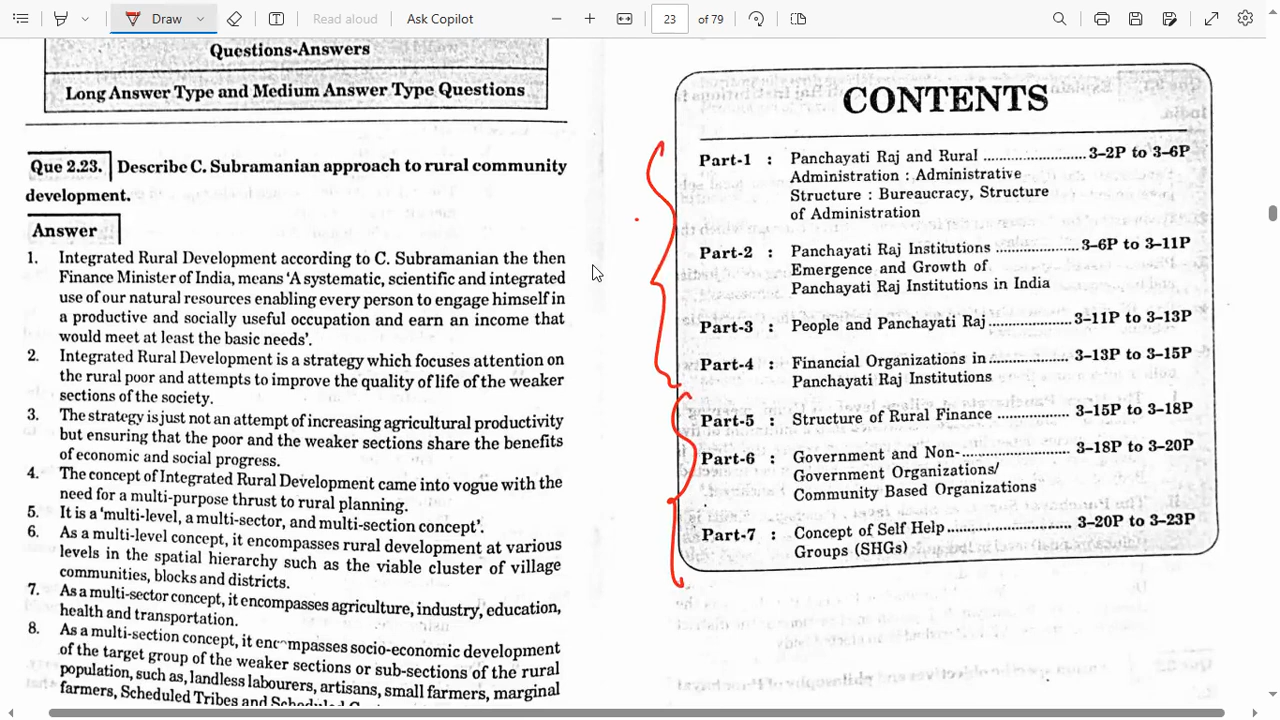 Draw
Read aloud
Ask Copilot
23
of 79
Questions-Answers
Long Answer Type and Medium Answer Type Questions
Que 2.23. Describe C. Subramanian approach to rural community
development.
Answer
1. Integrated Rural Development according to C. Subramanian the then
Finance Minister of India, means 'A systematic, scientific and integrated
use of our natural resources enabling every person to engage himself in
a productive and socially useful occupation and earn an income that
would meet at least the basic needs'.
2. Integrated Rural Development is a strategy which focuses attention on
the rural poor and attempts to improve the quality of life of the weaker
sections of the society.
3. The strategy is just not an attempt of increasing agricultural productivity
but ensuring that the poor and the weaker sections share the benefits
of economic and social progress.
4. The concept of Integrated Rural Development came into vogue with the
need for a multi-purpose thrust to rural planning.
5. It is a 'multi-level, a multi-sector, and multi-section concept'.
6. As a multi-level concept, it encompasses rural development at various
levels in the spatial hierarchy such as the viable cluster of village
communities, blocks and districts.
7. As a multi-sector concept, it encompasses agriculture, industry, education,
health and transportation.
8. As a multi-section concept, it encompasses socio-economic development
of the target group of the weaker sections or sub-sections of the rural
population, such as, landless labourers, artisans, small farmers, marginal
farmers, Scheduled Tribes and Scheduled
CONTENTS
Part-1 : Panchayati Raj and Rural ........................ 3–2P to 3–6P
Administration : Administrative
Structure : Bureaucracy, Structure
of Administration
Part-2 : Panchayati Raj Institutions ................... 3–6P to 3–11P
Emergence and Growth of
Panchayati Raj Institutions in India
Part-3 : People and Panchayati Raj ................... 3–11P to 3–13P
Part-4 : Financial Organizations in ................... 3–13P to 3–15P
Panchayati Raj Institutions
Part-5 : Structure of Rural Finance ................. 3–15P to 3–18P
Part-6 : Government and Non- ........................ 3–18P to 3–20P
Government Organizations/
Community Based Organizations
Part-7 : Concept of Self Help ............................ 3–20P to 3–23P
Groups (SHGs)